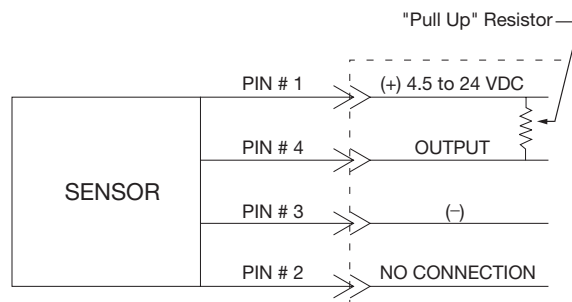 "Pull Up" Resistor
PIN # 1 (+) 4.5 to 24 VDC
PIN # 4 OUTPUT
SENSOR
PIN # 3 (–)
PIN # 2 NO CONNECTION